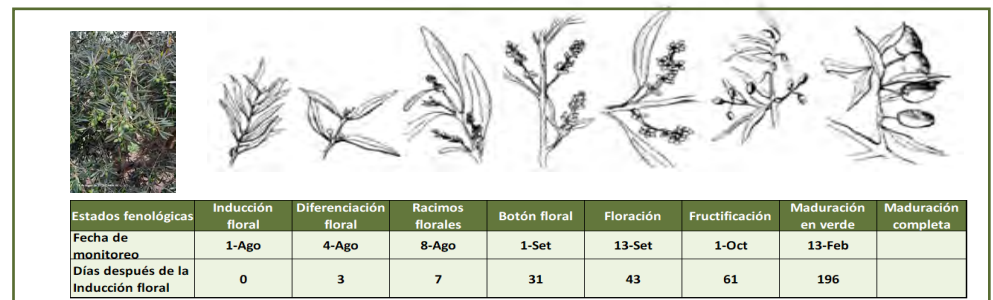 Estados fenológicos Inducción floral Diferenciación floral Racimos florales Botón floral Floración Fructificación Maduración en verde Maduración completa
Fecha de monitoreo 1-Ago 4-Ago 8-Ago 1-Set 13-Set 1-Oct 13-Feb
Días después de la Inducción floral 0 3 7 31 43 61 196